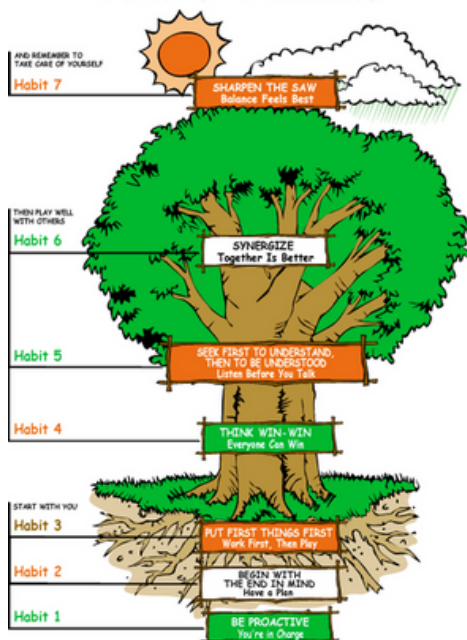 AND REMEMBER TO
TAKE CARE OF YOURSELF
Habit 7
SHARPEN THE SAW
Balance Feels Best
THEN PLAY WELL
WITH OTHERS
Habit 6
SYNERGIZE
Together Is Better
Habit 5
SEEK FIRST TO UNDERSTAND,
THEN TO BE UNDERSTOOD
Listen Before You Talk
Habit 4
THINK WIN-WIN
Everyone Can Win
START WITH YOU
Habit 3
PUT FIRST THINGS FIRST
Work First, Then Play
Habit 2
BEGIN WITH
THE END IN MIND
Have a Plan
Habit 1
BE PROACTIVE
You're in Charge